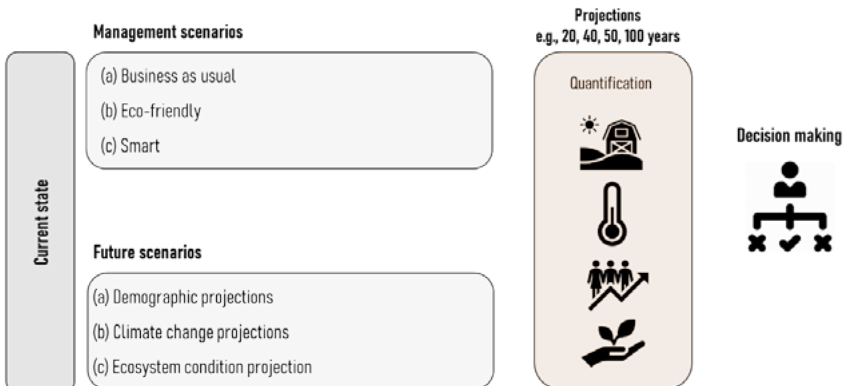 Management scenarios
(a) Business as usual
(b) Eco-friendly
(c) Smart
Current state
Future scenarios
(a) Demographic projections
(b) Climate change projections
(c) Ecosystem condition projection
Projections
e.g., 20, 40, 50, 100 years
Quantification
Decision making